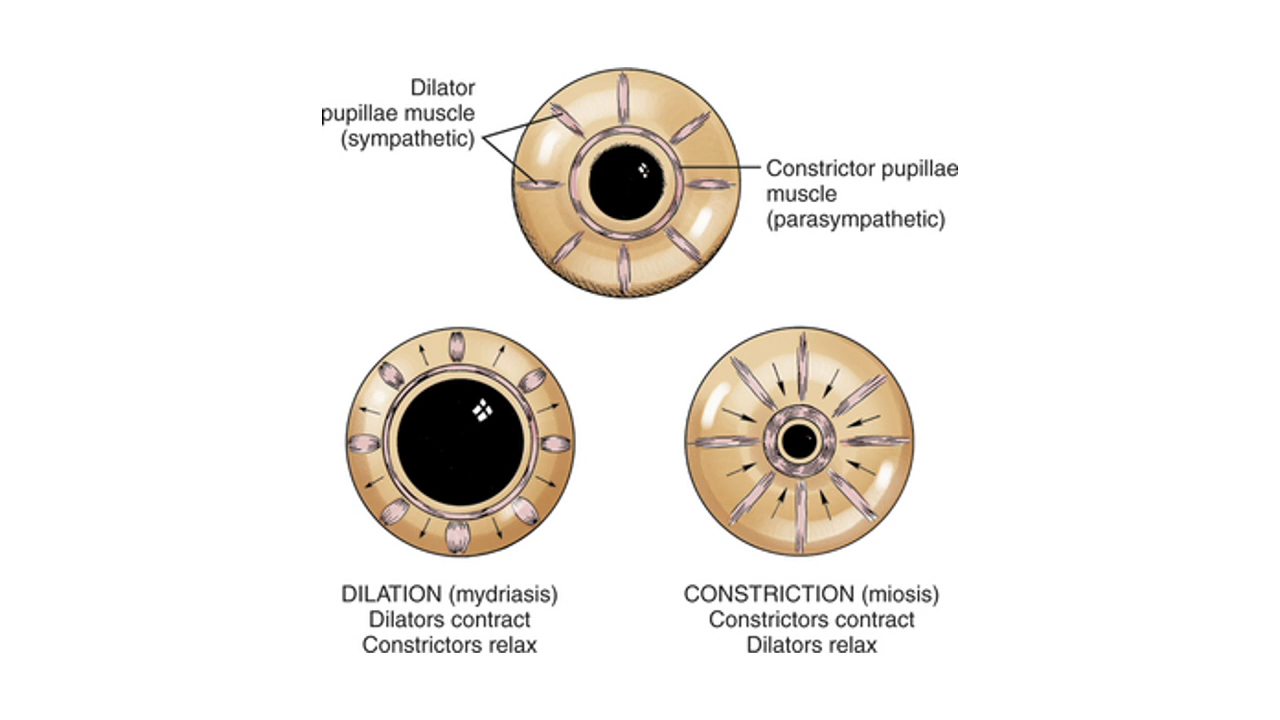 Dilator
pupillae muscle
(sympathetic)
Constrictor pupillae
muscle
(parasympathetic)
DILATION (mydriasis)
Dilators contract
Constrictors relax
CONSTRICTION (miosis)
Constrictors contract
Dilators relax